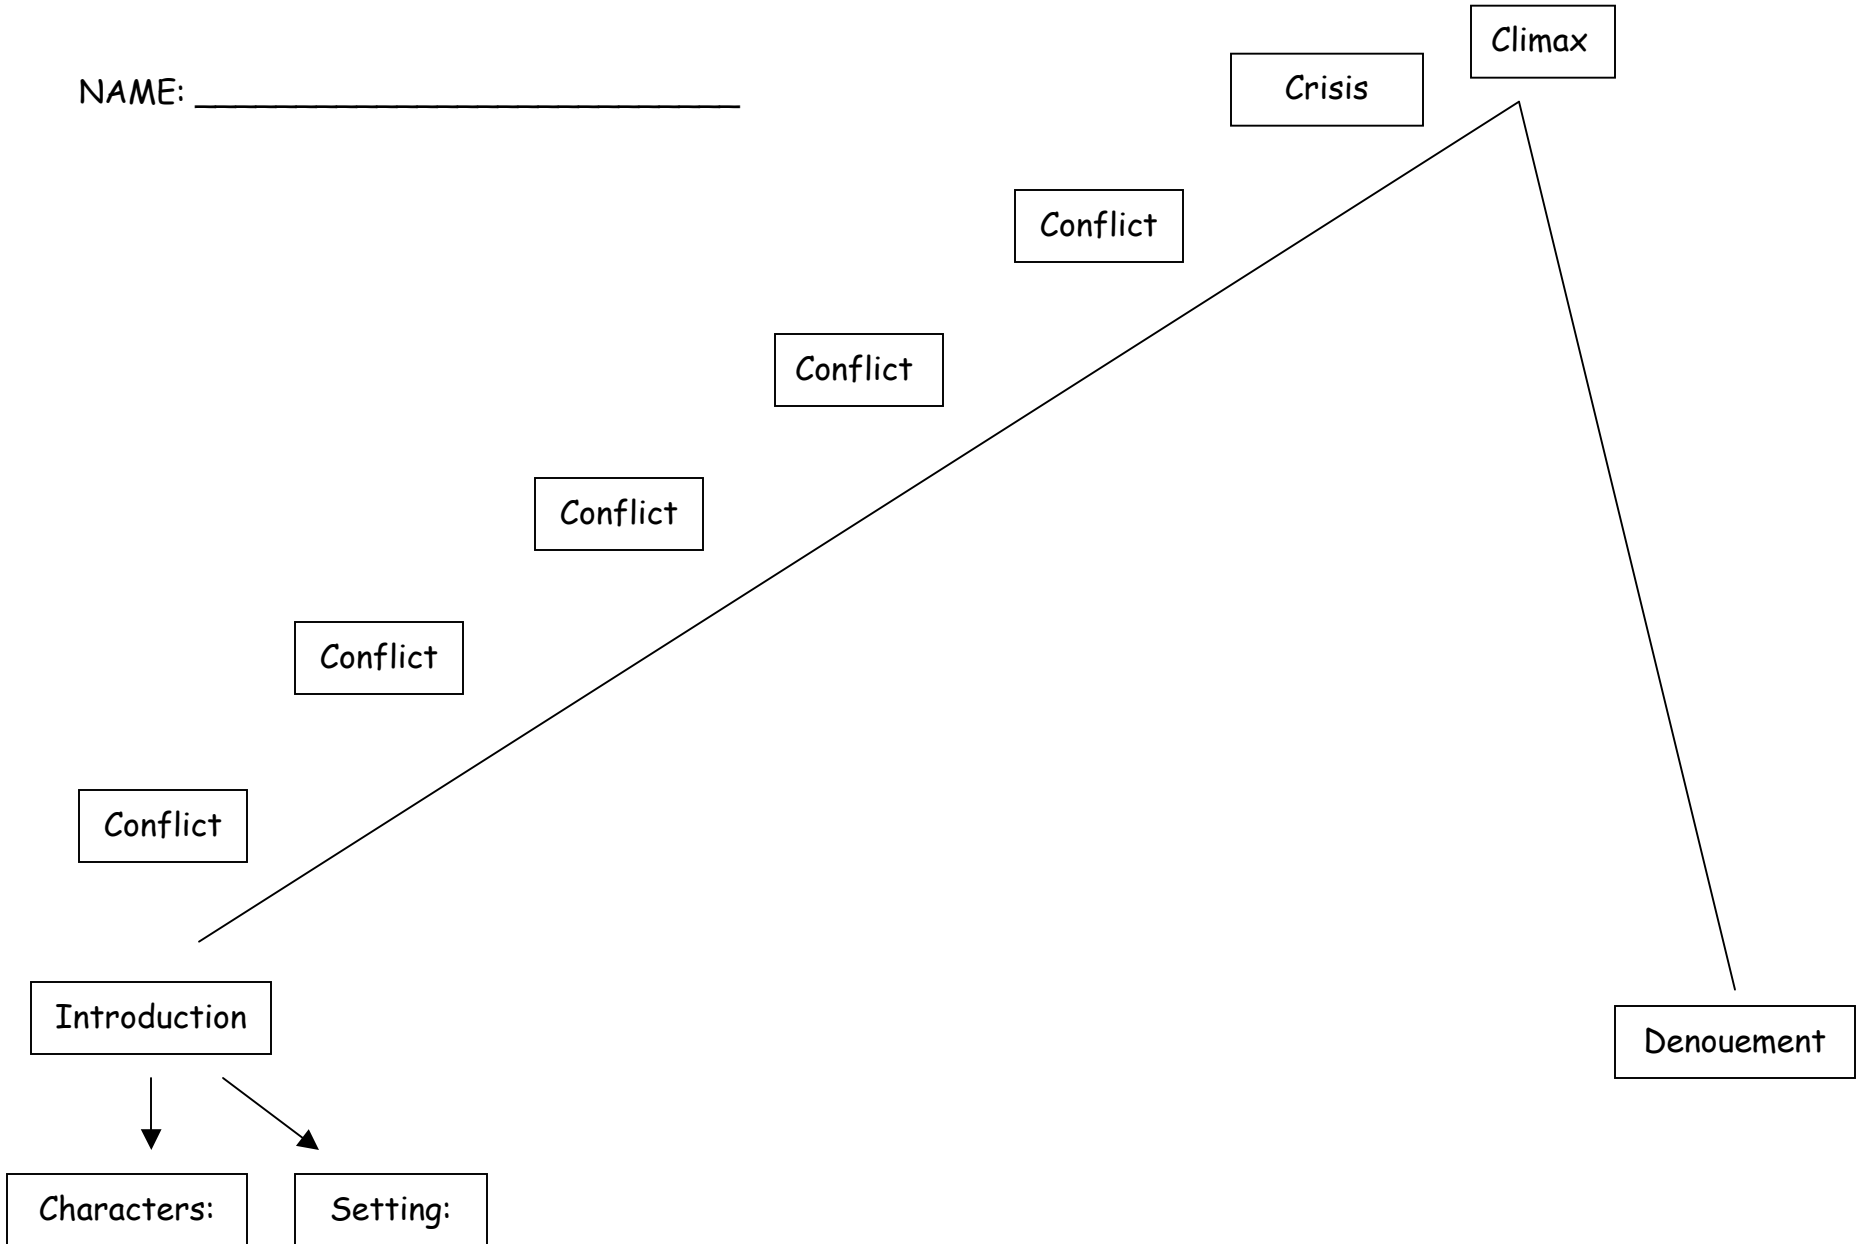 Climax
Crisis
NAME: ___________________________
Conflict
Conflict
Conflict
Conflict
Conflict
Introduction
Denouement
Characters:
Setting: